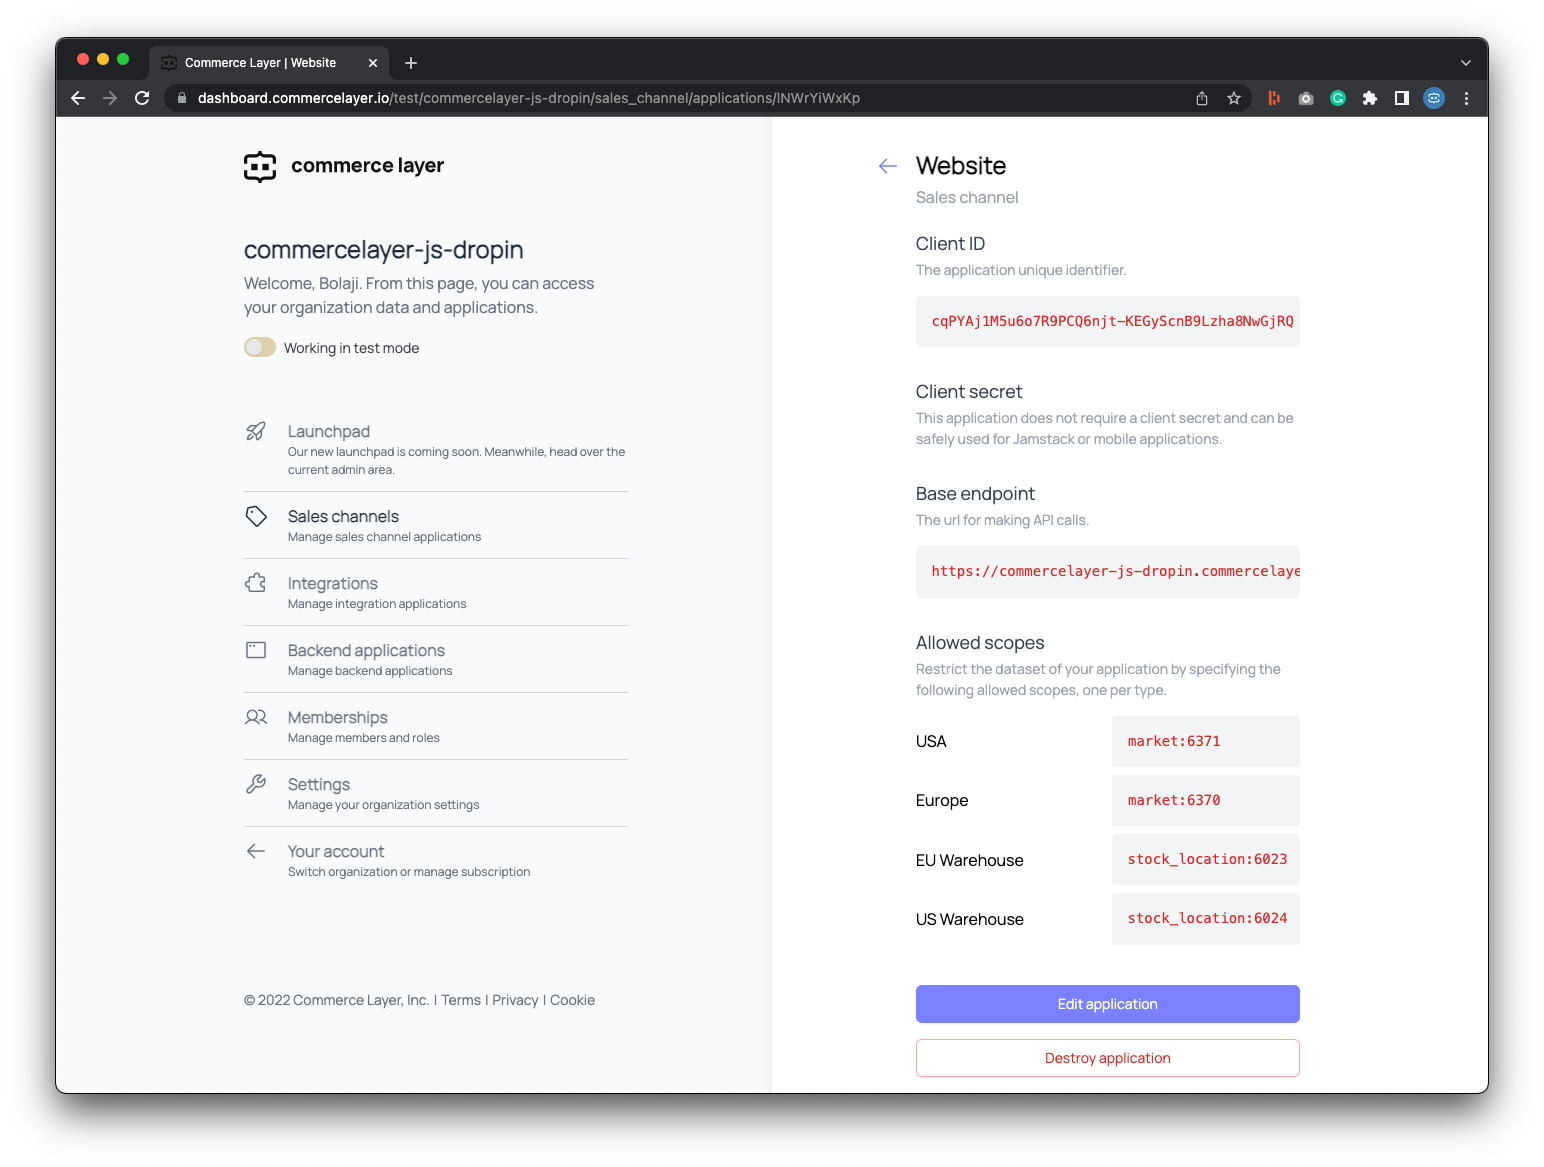 Commerce Layer | Website
dashboard.commercelayer.io/test/commercelayer-js-dropin/sales_channel/applications/lNWrYiWxKp
commerce layer
commercelayer-js-dropin
Welcome, Bolaji. From this page, you can access
your organization data and applications.
Working in test mode
Launchpad
Our new launchpad is coming soon. Meanwhile, head over the
current admin area.
Sales channels
Manage sales channel applications
Integrations
Manage integration applications
Backend applications
Manage backend applications
Memberships
Manage members and roles
Settings
Manage your organization settings
Your account
Switch organization or manage subscription
© 2022 Commerce Layer, Inc. | Terms | Privacy | Cookie
Website
Sales channel
Client ID
The application unique identifier.
cqPYAj1M5u6o7R9PCQ6njt-KEGyScnB9Lzha8NwGjRQ
Client secret
This application does not require a client secret and can be
safely used for Jamstack or mobile applications.
Base endpoint
The url for making API calls.
https://commercelayer-js-dropin.commercelaye
Allowed scopes
Restrict the dataset of your application by specifying the
following allowed scopes, one per type.
USA market:6371
Europe market:6370
EU Warehouse stock_location:6023
US Warehouse stock_location:6024
Edit application
Destroy application